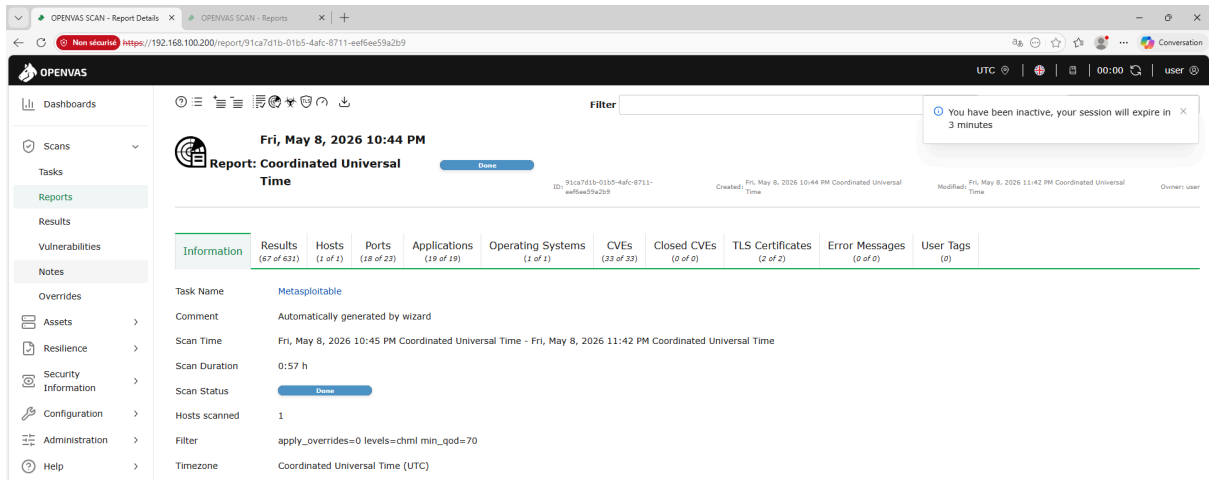 OPENVAS SCAN - Report Details
OPENVAS SCAN - Reports
Non sécurisé https://192.168.100.200/report/91ca7d1b-01b5-4afc-8711-eef6ee59a2b9
Conversation
OPENVAS
UTC
00:00
user
Dashboards
Scans
Tasks
Reports
Results
Vulnerabilities
Notes
Overrides
Assets
Resilience
Security
Information
Configuration
Administration
Help
Filter
You have been inactive, your session will expire in
3 minutes
Report:
Fri, May 8, 2026 10:44 PM
Coordinated Universal
Time
Done
ID: 91ca7d1b-01b5-4afc-8711-
eef6ee59a2b9
Created: Fri, May 8, 2026 10:44 PM Coordinated Universal
Time
Modified: Fri, May 8, 2026 11:42 PM Coordinated Universal
Time
Owner: user
Information
Results
(67 of 631)
Hosts
(1 of 1)
Ports
(18 of 23)
Applications
(19 of 19)
Operating Systems
(1 of 1)
CVEs
(33 of 33)
Closed CVEs
(0 of 0)
TLS Certificates
(2 of 2)
Error Messages
(0 of 0)
User Tags
(0)
Task Name Metasploitable
Comment Automatically generated by wizard
Scan Time Fri, May 8, 2026 10:45 PM Coordinated Universal Time - Fri, May 8, 2026 11:42 PM Coordinated Universal Time
Scan Duration 0:57 h
Scan Status Done
Hosts scanned 1
Filter apply_overrides=0 levels=chml min_qod=70
Timezone Coordinated Universal Time (UTC)